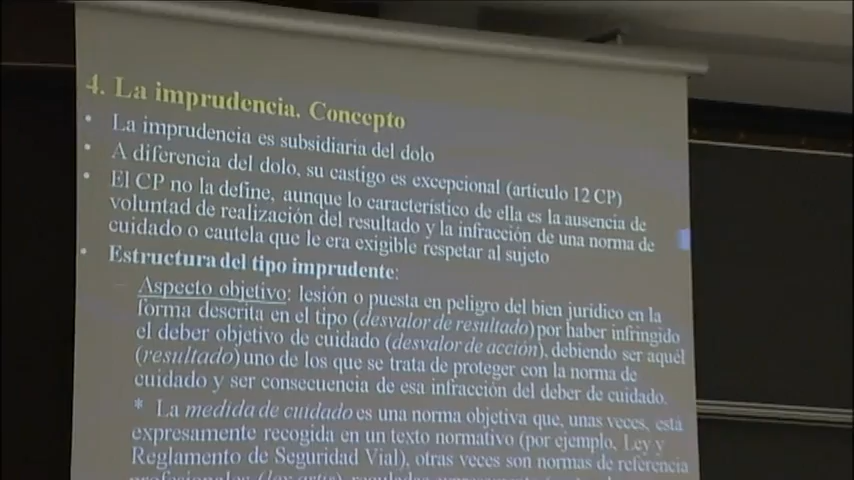 4. La imprudencia. Concepto
• La imprudencia es subsidiaria del dolo
• A diferencia del dolo, su castigo es excepcional (artículo 12 CP)
• El CP no la define, aunque lo característico de ella es la ausencia de
voluntad de realización del resultado y la infracción de una norma de
cuidado o cautela que le era exigible respetar al sujeto
• Estructura del tipo imprudente:
– Aspecto objetivo: lesión o puesta en peligro del bien jurídico en la
forma descrita en el tipo (desvalor de resultado) por haber infringido
el deber objetivo de cuidado (desvalor de acción), debiendo ser aquél
(resultado) uno de los que se trata de proteger con la norma de
cuidado y ser consecuencia de esa infracción del deber de cuidado.
* La medida de cuidado es una norma objetiva que, unas veces, está
expresamente recogida en un texto normativo (por ejemplo, Ley y
Reglamento de Seguridad Vial), otras veces son normas de referencia